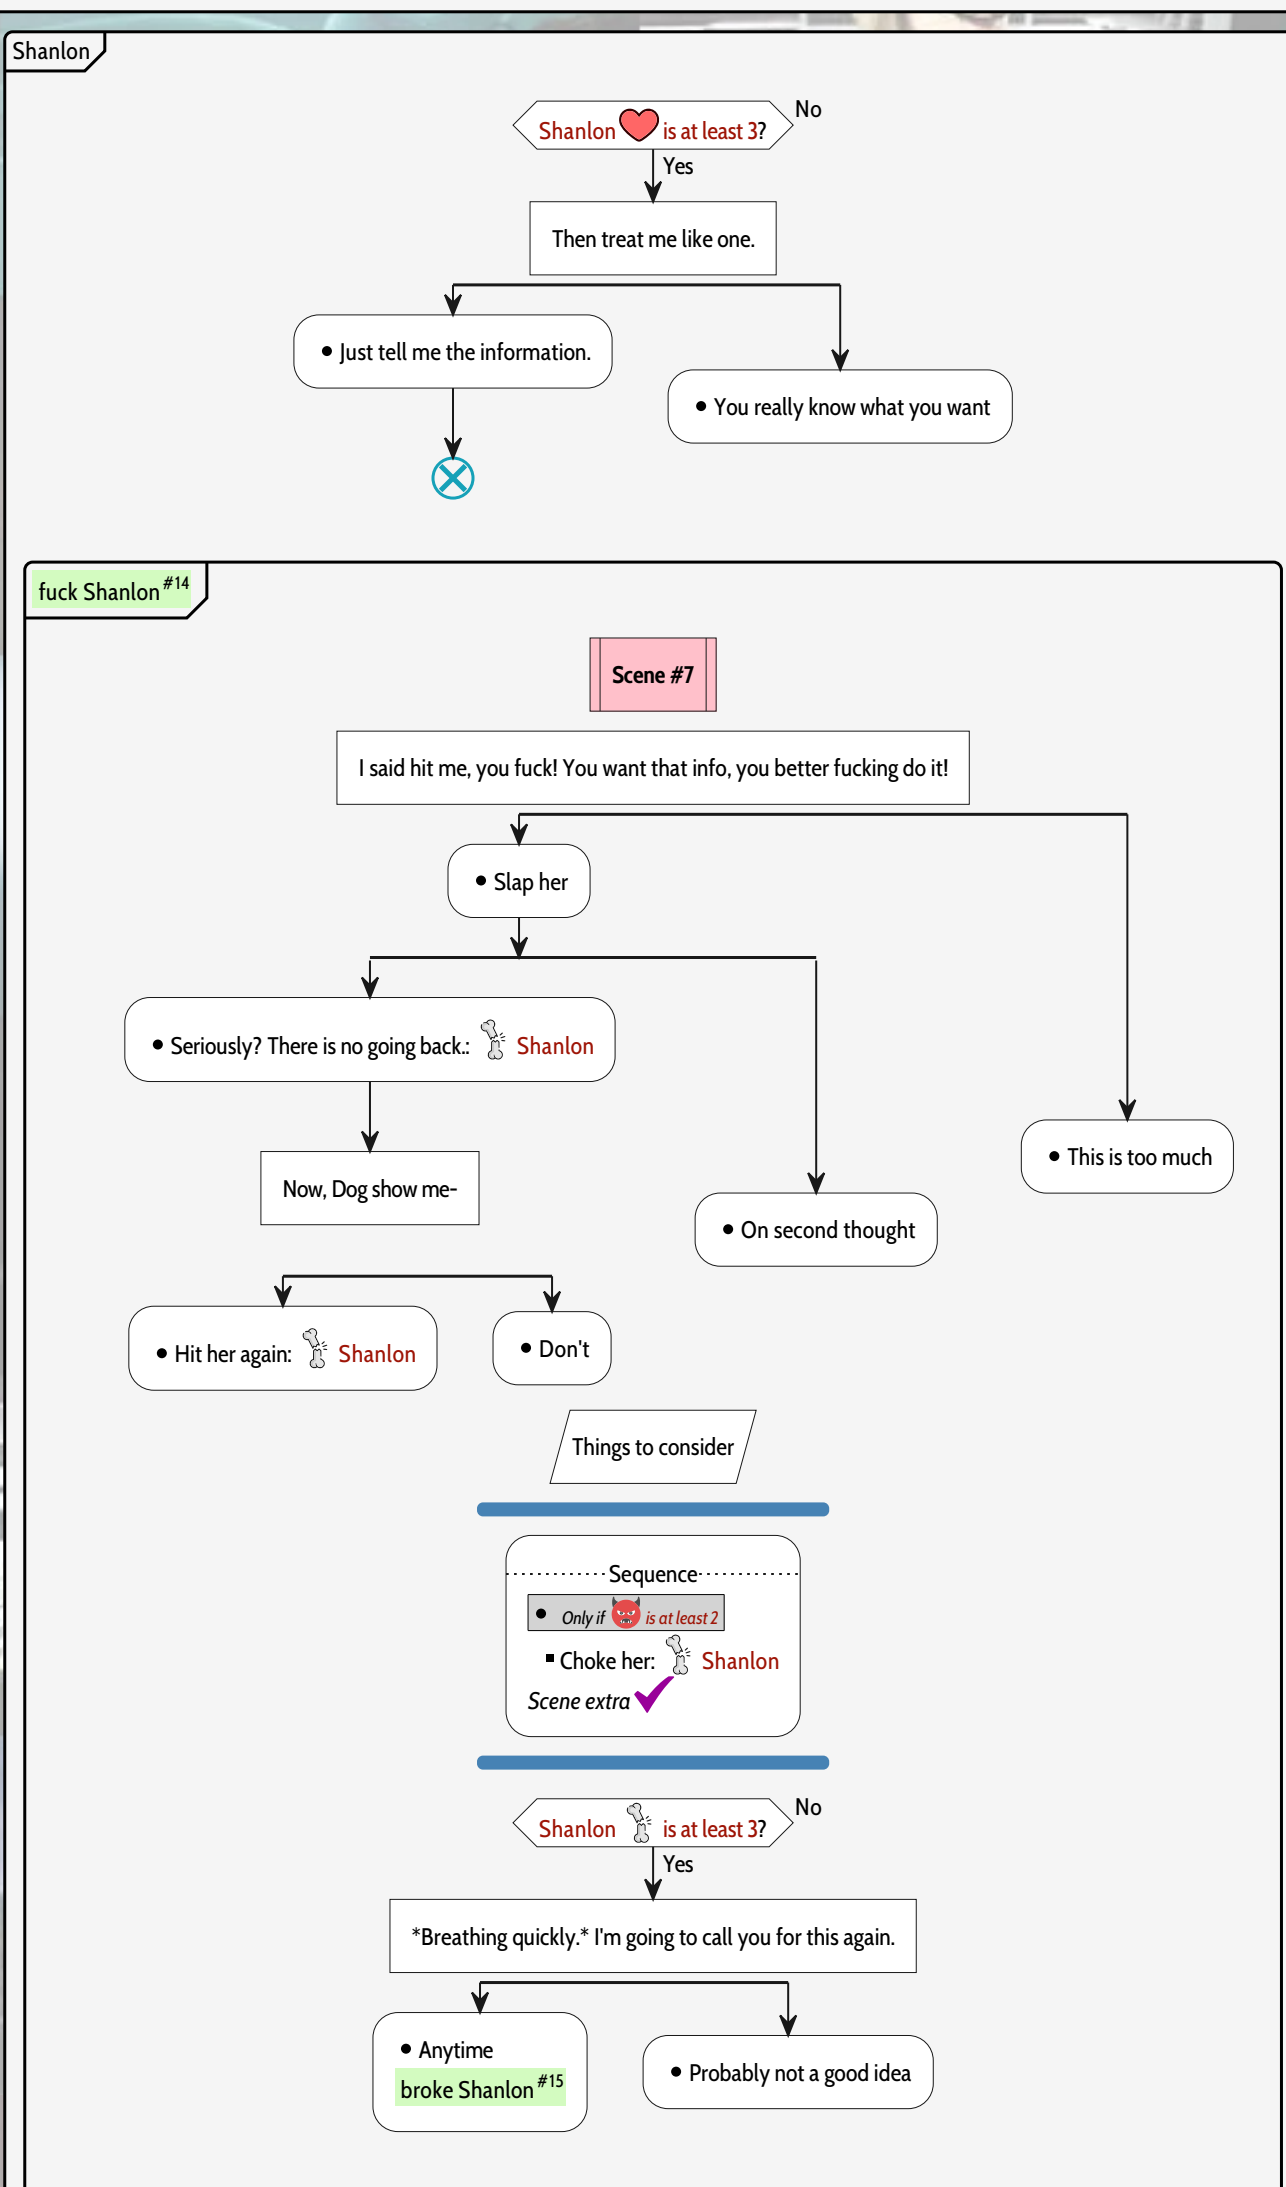 Shanlon
Shanlon is at least 3?
No
Yes
Then treat me like one.
• Just tell me the information.
• You really know what you want
fuck Shanlon #14
Scene #7
I said hit me, you fuck! You want that info, you better fucking do it!
• Slap her
• Seriously? There is no going back.: Shanlon
• This is too much
Now, Dog show me-
• On second thought
• Hit her again: Shanlon
• Don't
Things to consider
Sequence
• Only if is at least 2
▪ Choke her: Shanlon
Scene extra
Shanlon is at least 3?
No
Yes
*Breathing quickly.* I'm going to call you for this again.
• Anytime
broke Shanlon #15
• Probably not a good idea